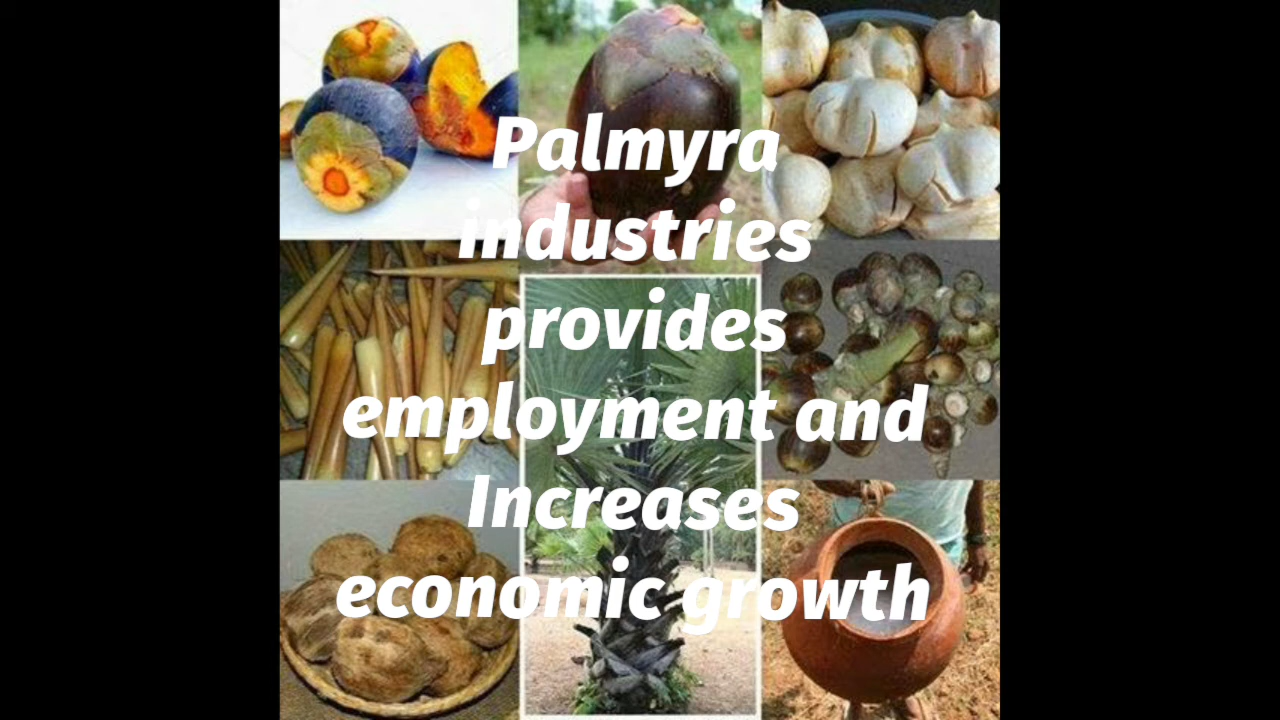 Palmyra
industries
provides
employment and
Increases
economic growth